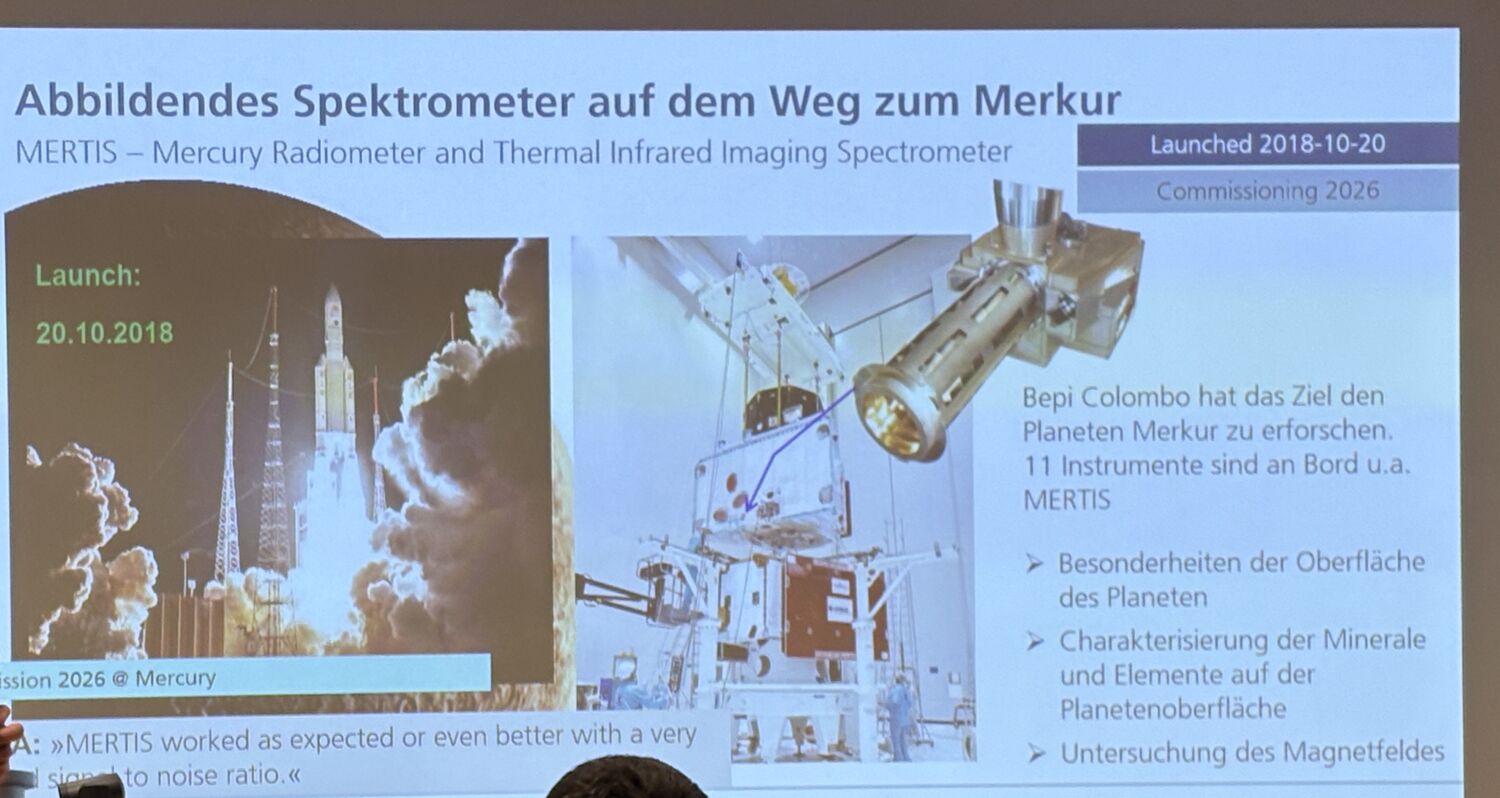 Abbildendes Spektrometer auf dem Weg zum Merkur
MERTIS – Mercury Radiometer and Thermal Infrared Imaging Spectrometer
Launched 2018-10-20
Commissioning 2026
Launch:
20.10.2018
Bepi Colombo hat das Ziel den
Planeten Merkur zu erforschen.
11 Instrumente sind an Bord u.a.
MERTIS
➢ Besonderheiten der Oberfläche
des Planeten
➢ Charakterisierung der Minerale
und Elemente auf der
Planetenoberfläche
➢ Untersuchung des Magnetfeldes
2026 @ Mercury
»MERTIS worked as expected or even better with a very
to noise ratio.«